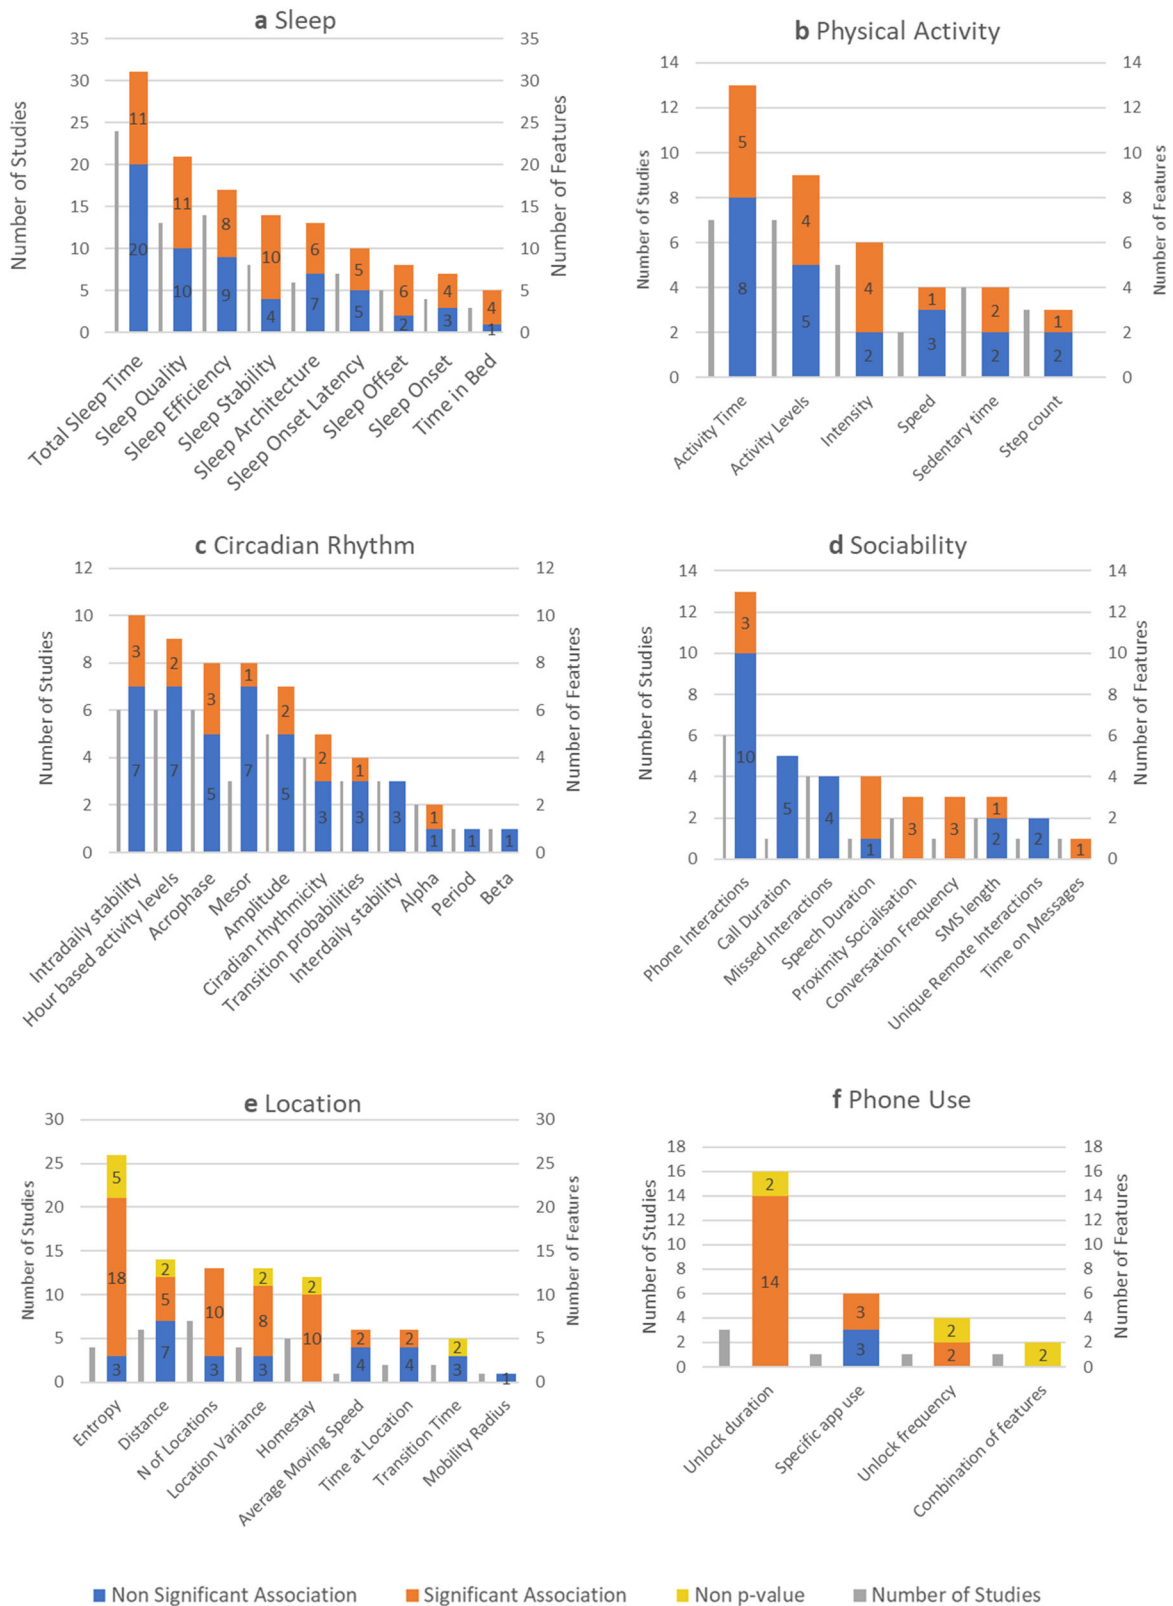 a Sleep
35
30
25
20
15
10
5
0
Number of Studies
11
20
11
10
8
9
10
4
6
7
5
5
6
2
4
3
4
1
35
30
25
20
15
10
5
0
Number of Features
Total Sleep Time
Sleep Quality
Sleep Efficiency
Sleep Stability
Sleep Architecture
Sleep Onset Latency
Sleep Offset
Sleep Onset
Time in Bed
b Physical Activity
14
12
10
8
6
4
2
0
Number of Studies
5
8
4
5
4
2
1
3
2
2
1
2
14
12
10
8
6
4
2
0
Number of Features
Activity Time
Activity Levels
Intensity
Speed
Sedentary time
Step count
c Circadian Rhythm
12
10
8
6
4
2
0
Number of Studies
3
7
2
7
3
5
1
7
2
5
2
3
1
3
3
1
1
1
1
12
10
8
6
4
2
0
Number of Features
Intradaily stability
Hour based activity levels
Acrophase
Mesor
Amplitude
Ciradian rhythmicity
Transition probabilities
Interdaily stability
Alpha
Period
Beta
d Sociability
14
12
10
8
6
4
2
0
Number of Studies
3
10
5
4
1
3
3
1
2
2
1
14
12
10
8
6
4
2
0
Number of Features
Phone Interactions
Call Duration
Missed Interactions
Speech Duration
Proximity Socialisation
Conversation Frequency
SMS length
Unique Remote Interactions
Time on Messages
e Location
30
25
20
15
10
5
0
Number of Studies
5
18
3
2
5
7
10
3
2
8
3
2
10
2
4
2
4
2
3
1
30
25
20
15
10
5
0
Number of Features
Entropy
Distance
N of Locations
Location Variance
Homestay
Average Moving Speed
Time at Location
Transition Time
Mobility Radius
f Phone Use
18
16
14
12
10
8
6
4
2
0
Number of Studies
2
14
3
3
2
2
2
18
16
14
12
10
8
6
4
2
0
Number of Features
Unlock duration
Specific app use
Unlock frequency
Combination of features
Non Significant Association
Significant Association
Non p-value
Number of Studies